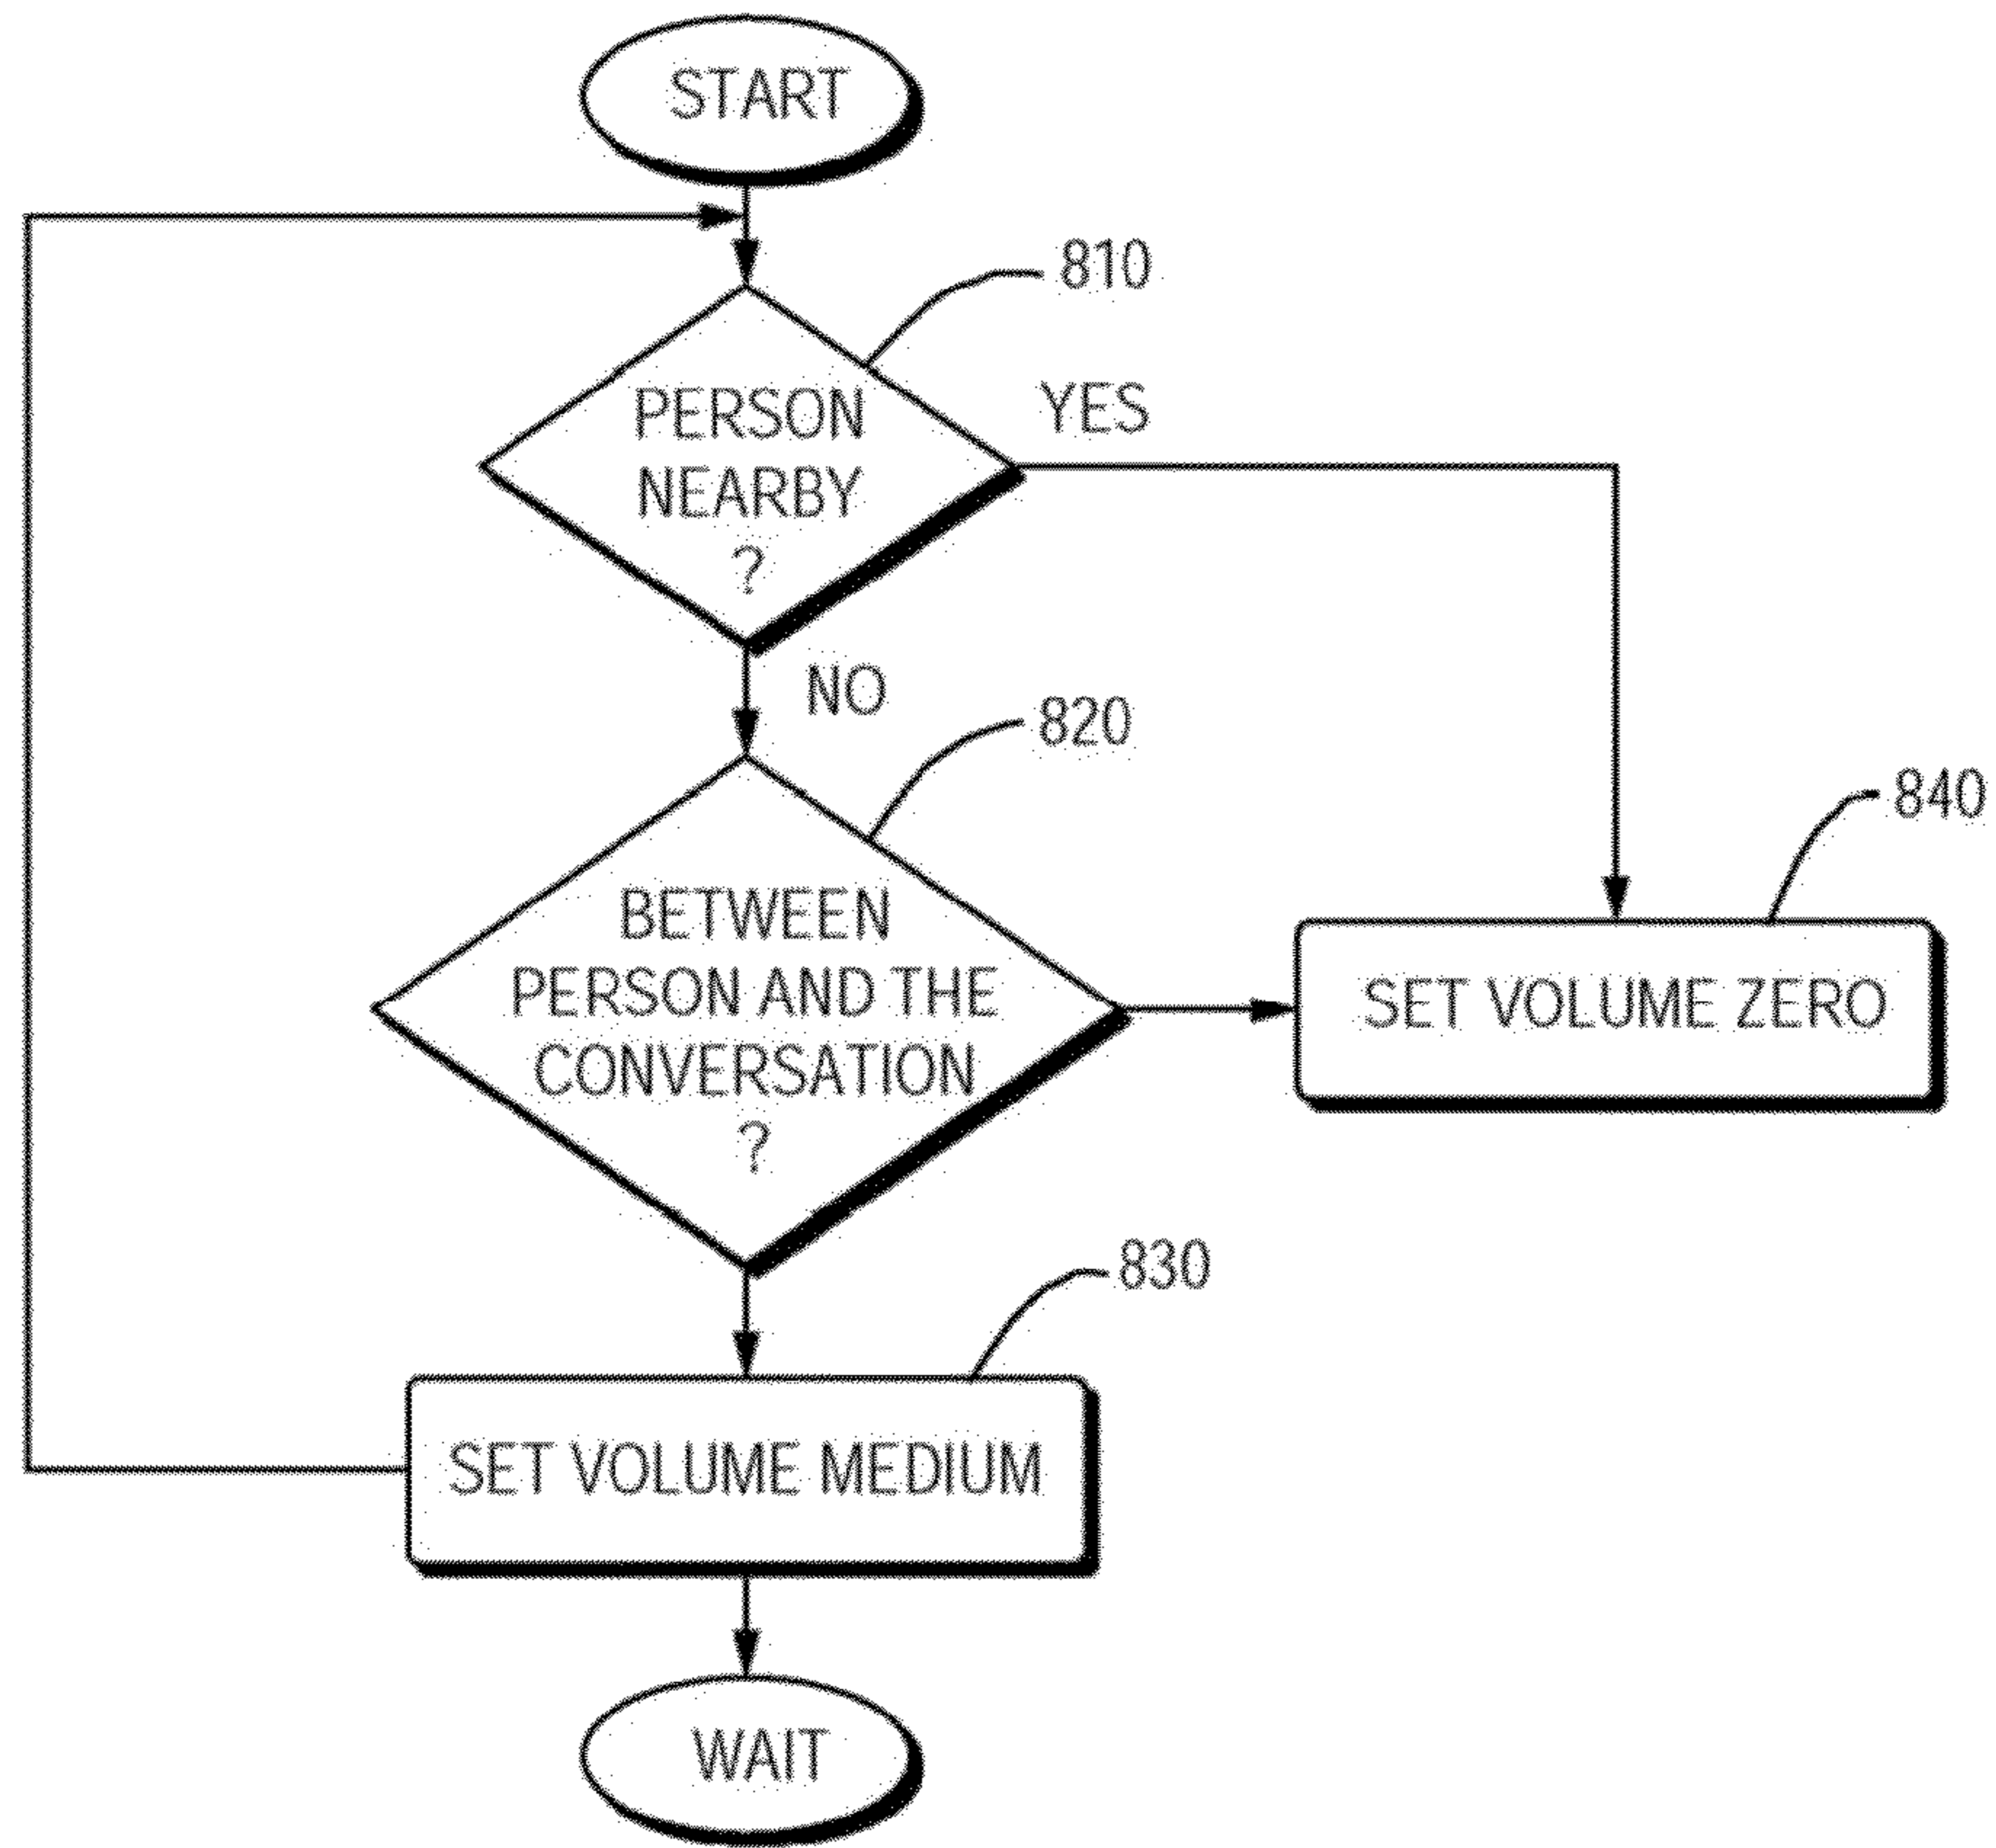 START
810
PERSON
NEARBY
?
YES
NO
820
BETWEEN
PERSON AND THE
CONVERSATION
?
840
SET VOLUME ZERO
830
SET VOLUME MEDIUM
WAIT